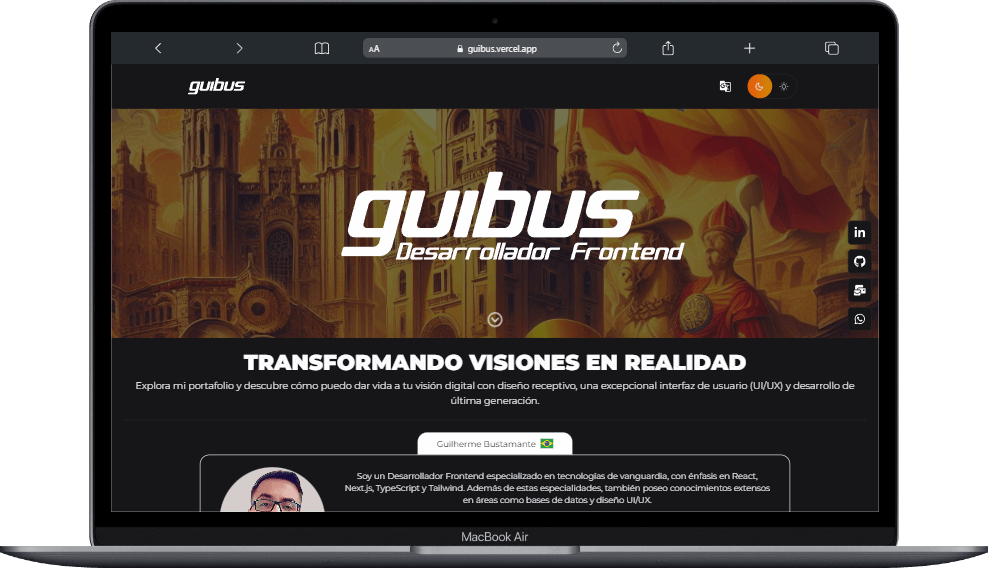 AA
guibus.vercel.app
guibus
guibus
Desarrollador Frontend
in
TRANSFORMANDO VISIONES EN REALIDAD
Explora mi portafolio y descubre cómo puedo dar vida a tu visión digital con diseño receptivo, una excepcional interfaz de usuario (UI/UX) y desarrollo de
última generación.
Guilherme Bustamante
Soy un Desarrollador Frontend especializado en tecnologías de vanguardia, con énfasis en React,
Next.js, TypeScript y Tailwind. Además de estas especialidades, también poseo conocimientos extensos
en áreas como bases de datos y diseño UI/UX.
MacBook Air